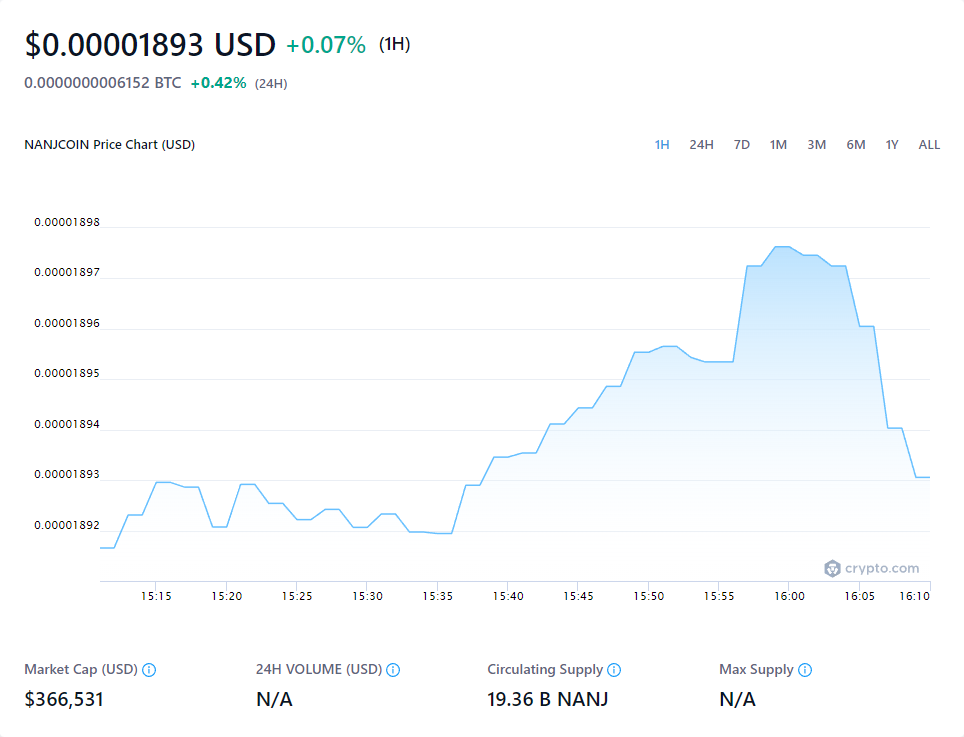 $0.00001893 USD +0.07% (1H)
0.0000000006152 BTC +0.42% (24H)
NANJCOIN Price Chart (USD) 1H 24H 7D 1M 3M 6M 1Y ALL
0.00001898
0.00001897
0.00001896
0.00001895
0.00001894
0.00001893
0.00001892
crypto.com
15:15 15:20 15:25 15:30 15:35 15:40 15:45 15:50 15:55 16:00 16:05 16:10
Market Cap (USD) 24H VOLUME (USD) Circulating Supply Max Supply
$366,531 N/A 19.36 B NANJ N/A